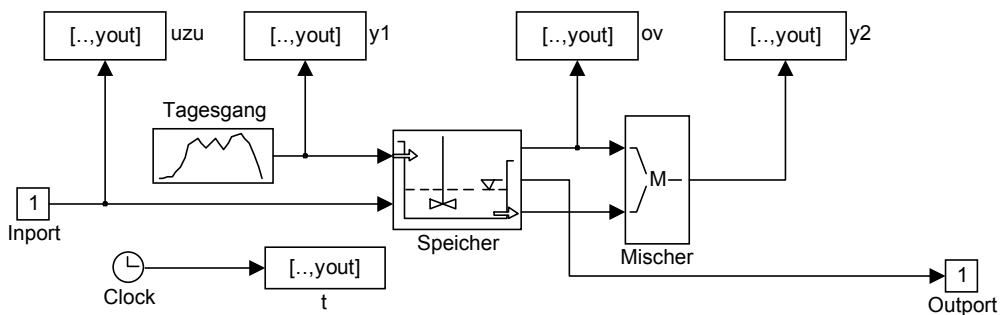 [..,yout] uzu
[..,yout] y1
[..,yout] ov
[..,yout] y2
Tagesgang
1
Inport
Speicher
M
Mischer
Clock
[..,yout]
t
1
Outport